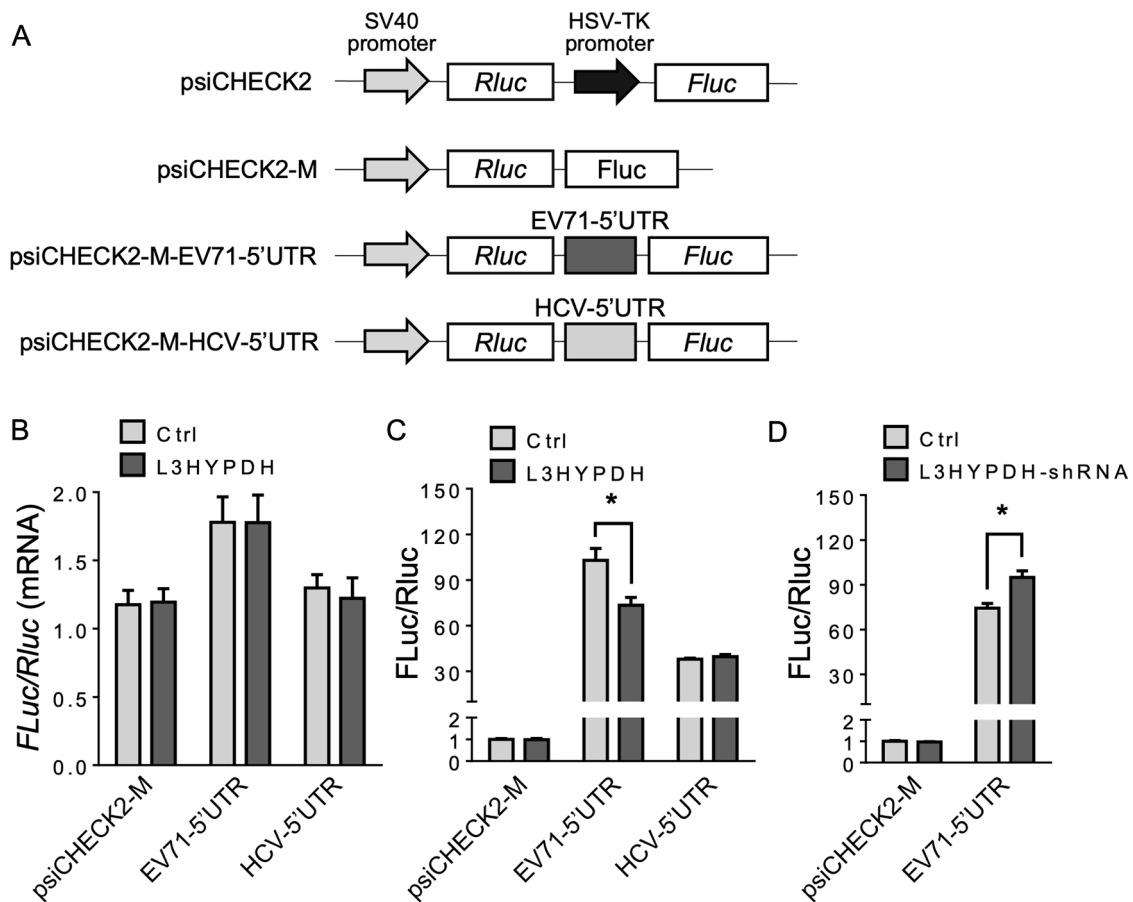 A
SV40
promoter
HSV-TK
promoter
psiCHECK2
Rluc
Fluc
psiCHECK2-M
Rluc
Fluc
EV71-5’UTR
psiCHECK2-M-EV71-5’UTR
Rluc
Fluc
HCV-5’UTR
psiCHECK2-M-HCV-5’UTR
Rluc
Fluc
B
Ctrl
L3HYPDH
FLuc/Rluc (mRNA)
2.0
1.5
1.0
0.5
0.0
psiCHECK2-M
EV71-5’UTR
HCV-5’UTR
C
Ctrl
L3HYPDH
FLuc/Rluc
150
120
90
60
30
2
1
0
*
psiCHECK2-M
EV71-5’UTR
HCV-5’UTR
D
Ctrl
L3HYPDH-shRNA
FLuc/Rluc
150
120
90
60
30
2
1
0
*
psiCHECK2-M
EV71-5’UTR